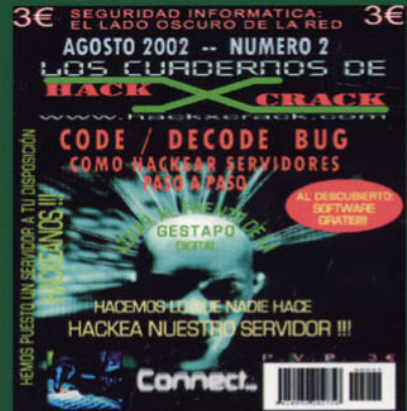 3€ SEGURIDAD INFORMATICA: 3€
EL LADO OSCURO DE LA RED
AGOSTO 2002 -- NUMERO 2
LOS CUADERNOS DE
HACK X CRACK
www.hackxcrack.com
CODE / DECODE BUG
COMO HACKEAR SERVIDORES
PASO A PASO
AL DESCUBIERTO:
SOFTWARE
GRATIS!!!
GESTAPO
DIGITAL
HEMOS PUESTO UN SERVIDOR A TU DISPOSICIÓN
HACKEANOS !!!
HACEMOS LO QUE NADIE HACE
HACKEA NUESTRO SERVIDOR !!!
P.V.P. 3€
Connect...